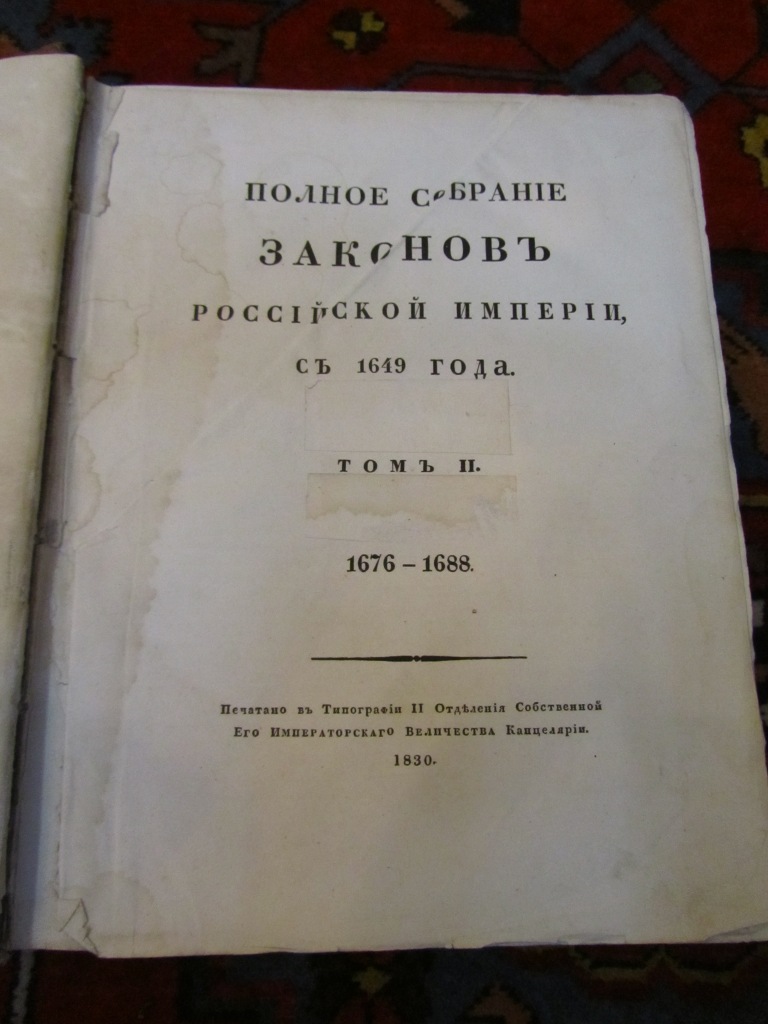 ПОЛНОЕ СОБРАНІЕ
ЗАКОНОВЪ
РОССІЙСКОЙ ИМПЕРІИ,
СЪ 1649 ГОДА.
ТОМЪ II.
1676 – 1688.
Печатано въ Типографіи II Отдѣленія Собственной
Его Императорскаго Величества Канцеляріи.
1830.